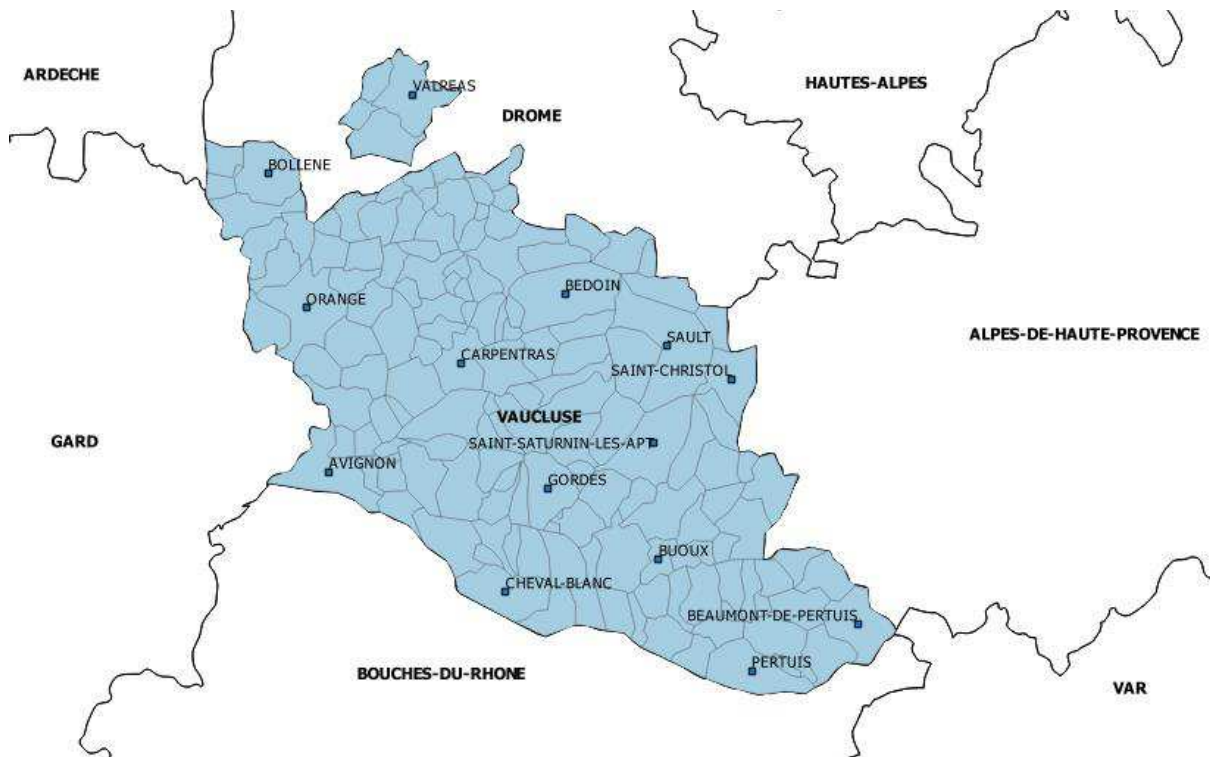 ARDECHE
HAUTES-ALPES
VALREAS
DROME
BOLLENE
BEDOIN
ORANGE
ALPES-DE-HAUTE-PROVENCE
SAULT
CARPENTRAS
SAINT-CHRISTOL
VAUCLUSE
GARD
SAINT-SATURNIN-LES-APT
AVIGNON
GORDES
BUOUX
CHEVAL-BLANC
BEAUMONT-DE-PERTUIS
PERTUIS
BOUCHES-DU-RHONE
VAR